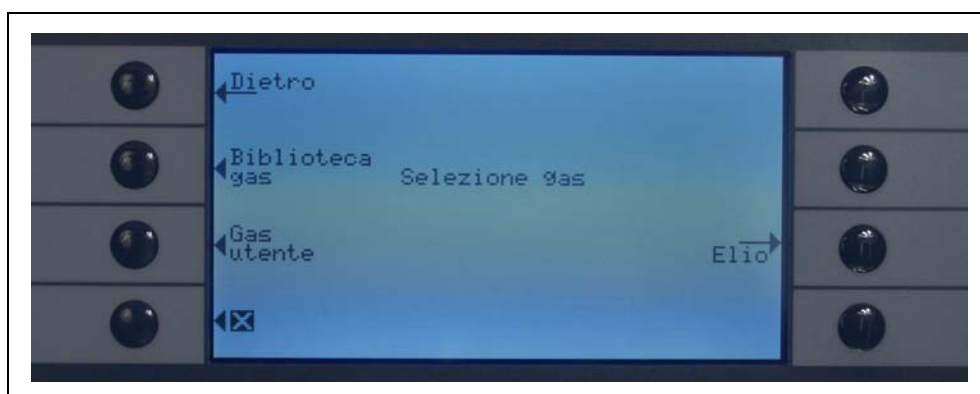 Dietro
Biblioteca
gas
Selezione gas
Gas
utente
Elio